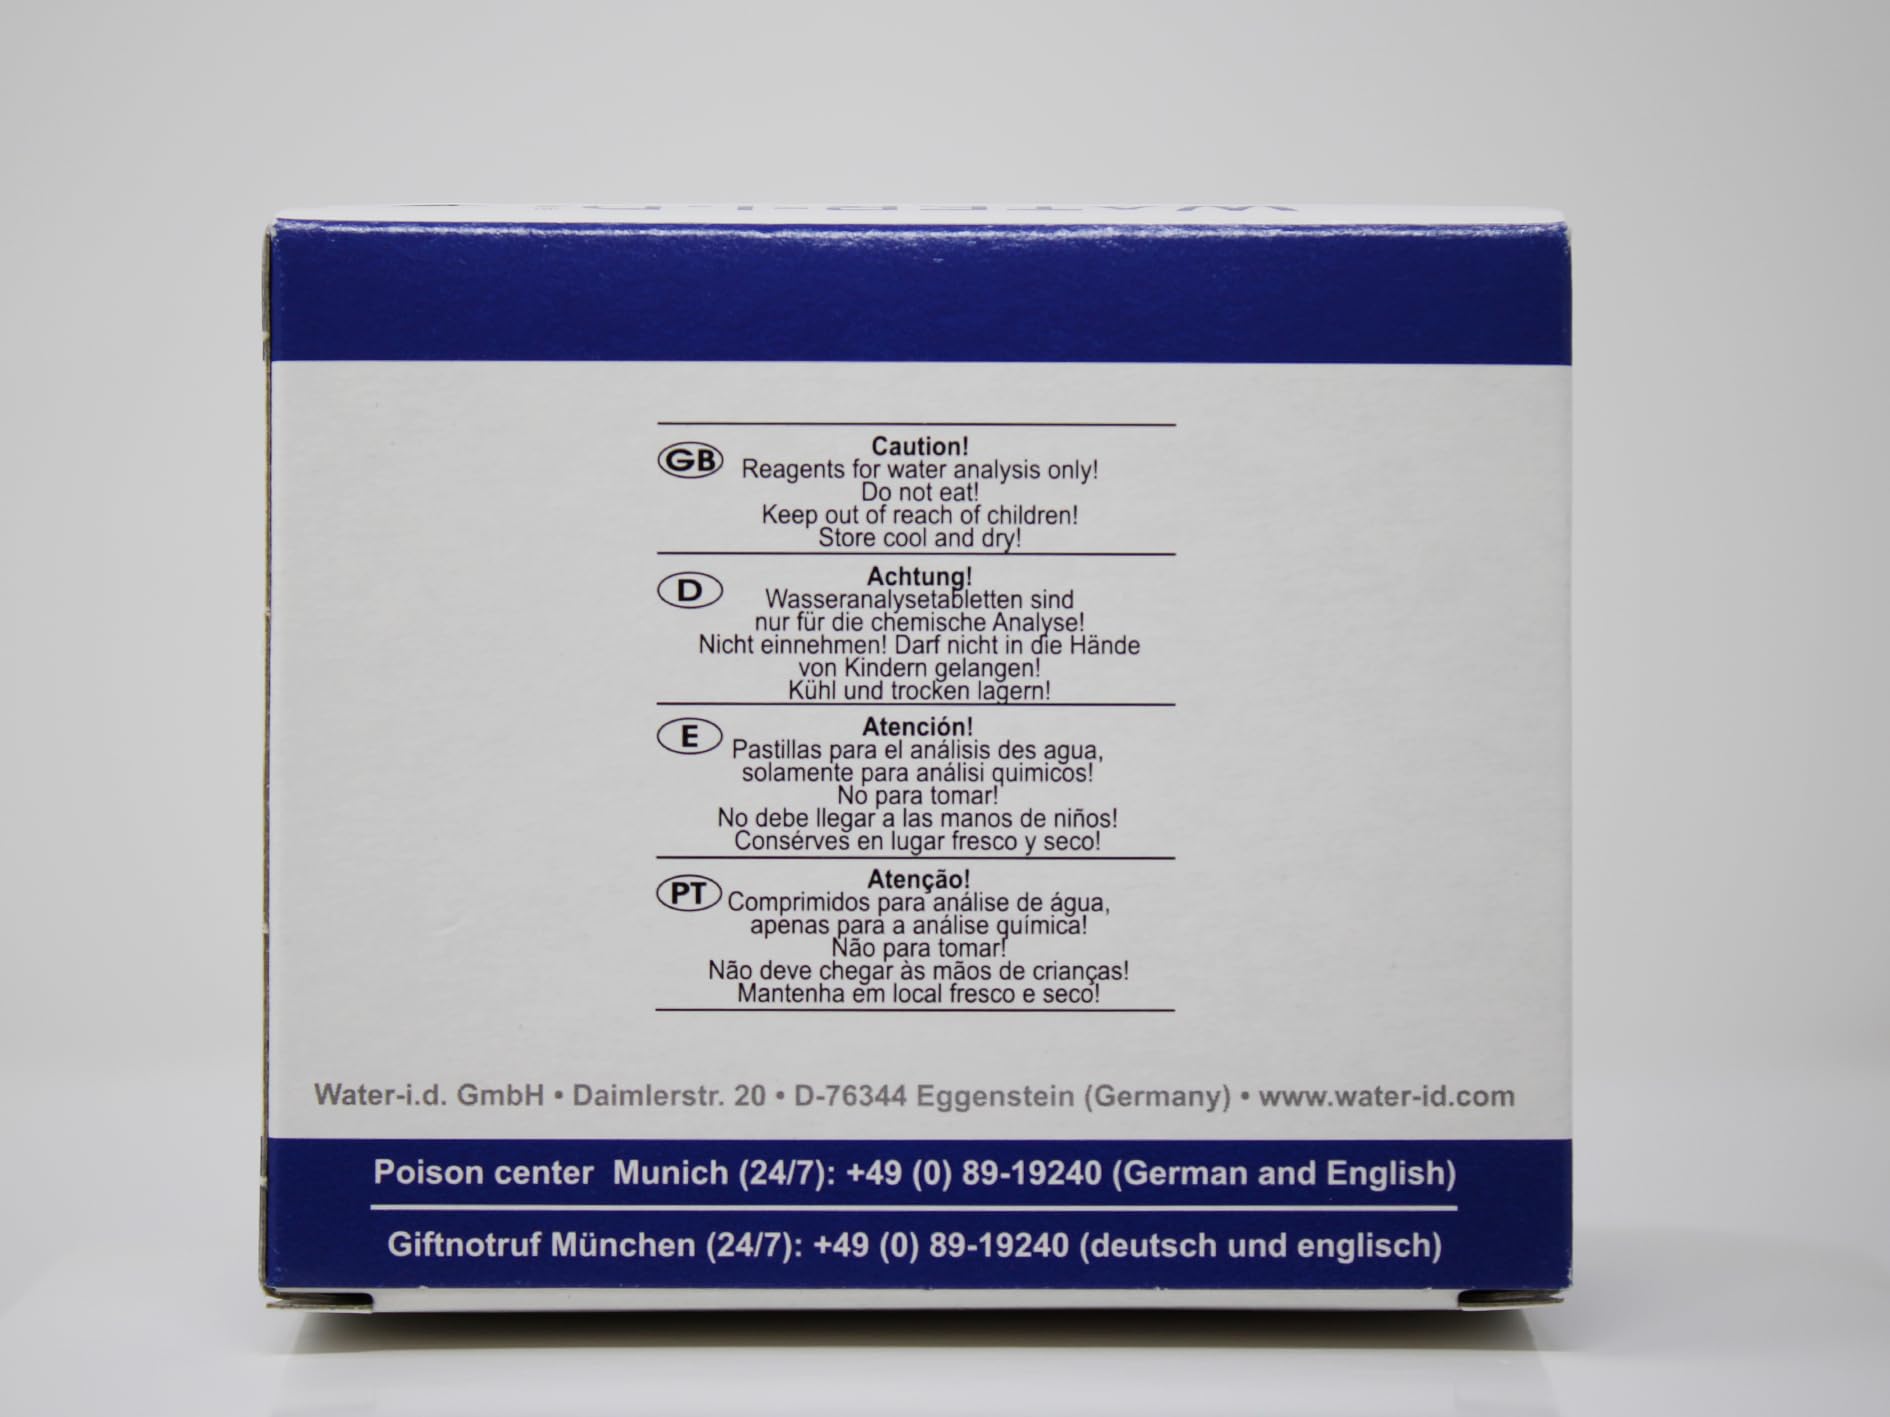 WATER-I.D.
GB
Caution!
Reagents for water analysis only!
Do not eat!
Keep out of reach of children!
Store cool and dry!
D
Achtung!
Wasseranalysetabletten sind
nur für die chemische Analyse!
Nicht einnehmen! Darf nicht in die Hände
von Kindern gelangen!
Kühl und trocken lagern!
E
Atención!
Pastillas para el análisis des agua,
solamente para análisi quimicos!
No para tomar!
No debe llegar a las manos de niños!
Consérves en lugar fresco y seco!
PT
Atenção!
Comprimidos para análise de água,
apenas para a análise química!
Não para tomar!
Não deve chegar às mãos de crianças!
Mantenha em local fresco e seco!
Water-i.d. GmbH • Daimlerstr. 20 • D-76344 Eggenstein (Germany) • www.water-id.com
Poison center Munich (24/7): +49 (0) 89-19240 (German and English)
Giftnotruf München (24/7): +49 (0) 89-19240 (deutsch und englisch)